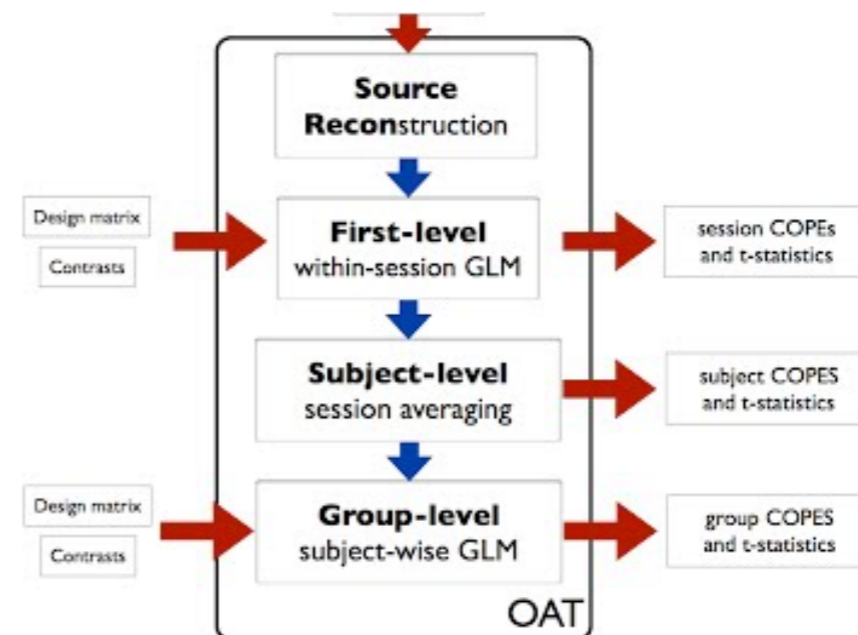 Source
Reconstruction
Design matrix
Contrasts
First-level
within-session GLM
session COPEs
and t-statistics
Subject-level
session averaging
subject COPES
and t-statistics
Design matrix
Contrasts
Group-level
subject-wise GLM
group COPES
and t-statistics
OAT